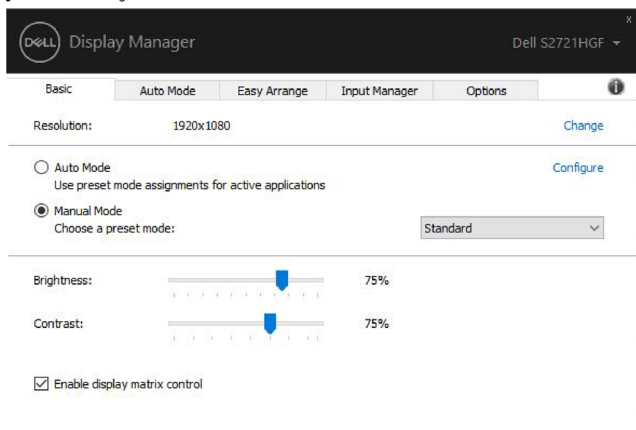 DELL Display Manager
Dell S2721HGF
x
Basic Auto Mode Easy Arrange Input Manager Options
Resolution: 1920x1080 Change
Auto Mode Configure
Use preset mode assignments for active applications
Manual Mode
Choose a preset mode: Standard
Brightness: 75%
Contrast: 75%
Enable display matrix control